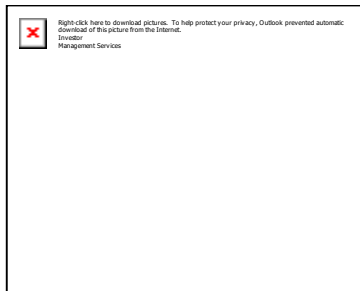 Right-click here to download pictures. To help protect your privacy, Outlook prevented automatic
download of this picture from the Internet.
Investor
Management Services